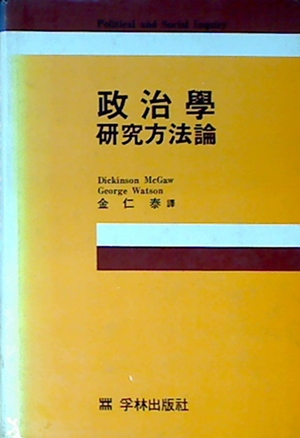 Political and Social Inquiry
政治學
研究方法論
Dickinson McGaw
George Watson
金仁泰 譯
孚林出版社